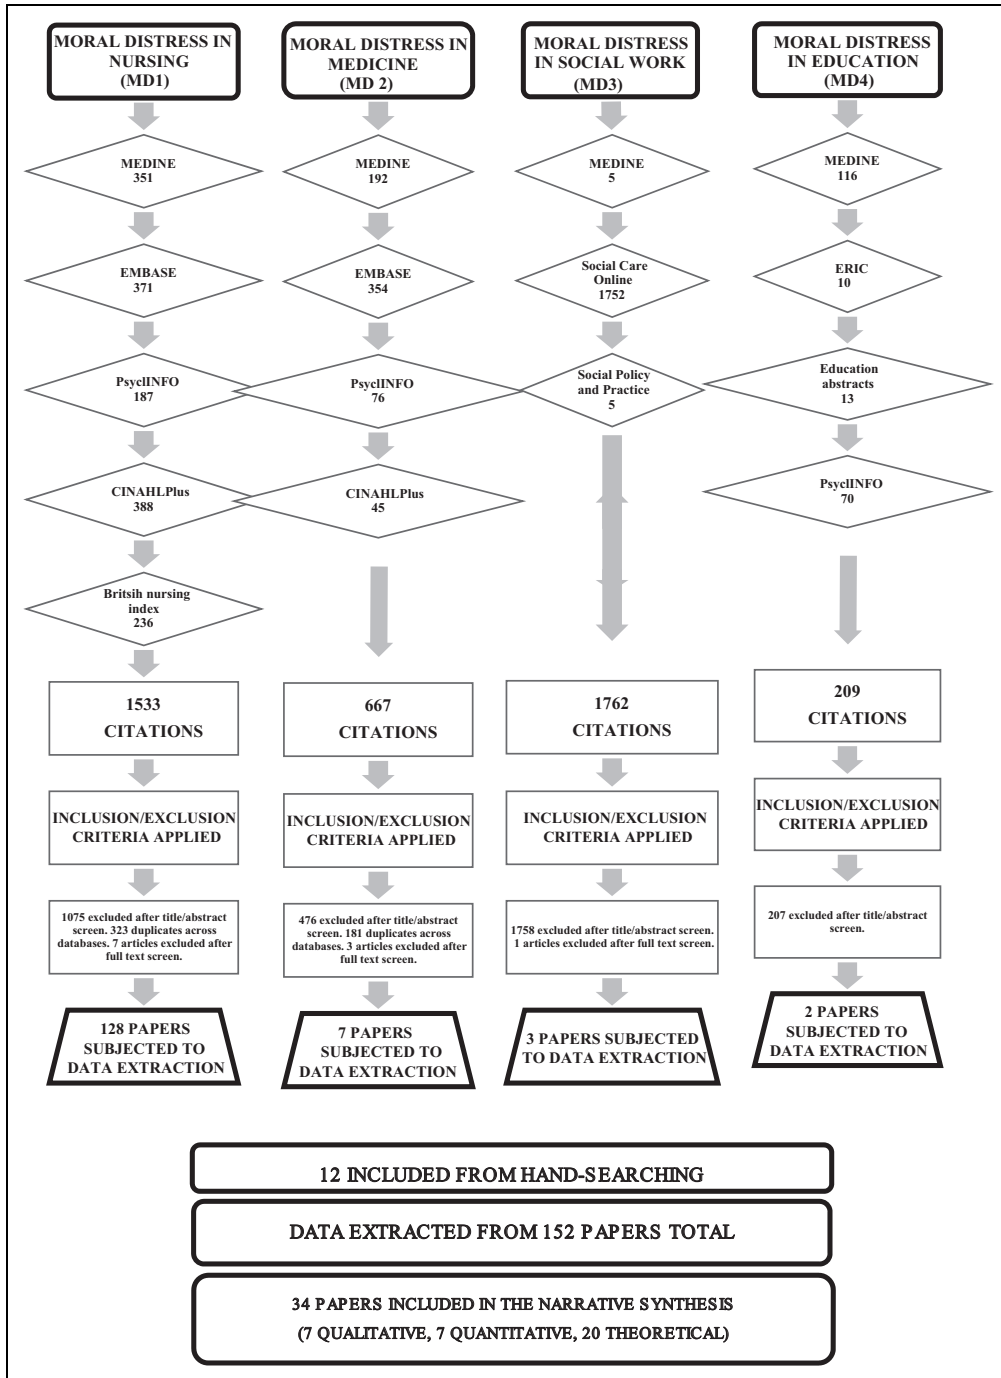 MORAL DISTRESS IN
NURSING
(MD1)
MEDINE
351
EMBASE
371
PsyclINFO
187
CINAHLPlus
388
Britsih nursing
index
236
1533
CITATIONS
INCLUSION/EXCLUSION
CRITERIA APPLIED
1075 excluded after title/abstract
screen. 323 duplicates across
databases. 7 articles excluded after
full text screen.
128 PAPERS
SUBJECTED TO
DATA EXTRACTION
MORAL DISTRESS IN
MEDICINE
(MD 2)
MEDINE
192
EMBASE
354
PsyclINFO
76
CINAHLPlus
45
667
CITATIONS
INCLUSION/EXCLUSION
CRITERIA APPLIED
476 excluded after title/abstract
screen. 181 duplicates across
databases. 3 articles excluded after
full text screen.
7 PAPERS
SUBJECTED TO
DATA EXTRACTION
MORAL DISTRESS
IN SOCIAL WORK
(MD3)
MEDINE
5
Social Care
Online
1752
Social Policy
and Practice
5
1762
CITATIONS
INCLUSION/EXCLUSION
CRITERIA APPLIED
1758 excluded after title/abstract screen.
1 articles excluded after full text screen.
3 PAPERS SUBJECTED
TO DATA EXTRACTION
MORAL DISTRESS
IN EDUCATION
(MD4)
MEDINE
116
ERIC
10
Education
abstracts
13
PsyclINFO
70
209
CITATIONS
INCLUSION/EXCLUSION
CRITERIA APPLIED
207 excluded after title/abstract
screen.
2 PAPERS
SUBJECTED TO
DATA EXTRACTION
12 INCLUDED FROM HAND-SEARCHING
DATA EXTRACTED FROM 152 PAPERS TOTAL
34 PAPERS INCLUDED IN THE NARRATIVE SYNTHESIS
(7 QUALITATIVE, 7 QUANTITATIVE, 20 THEORETICAL)